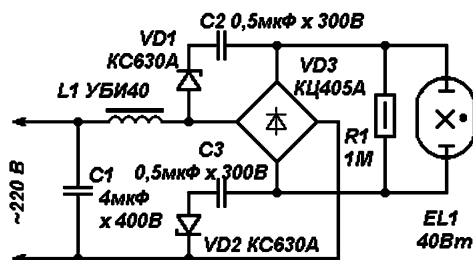 C2 0,5мкФ x 300В
VD1
КС630А
VD3
КЦ405А
L1 УБИ40
R1
1М
C3
0,5мкФ x 300В
~220 В
C1
4мкФ
x 400В
VD2 КС630А
EL1
40Вт